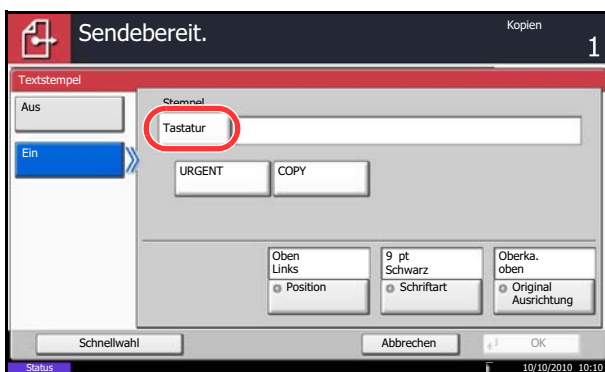 Sendebereit.
Kopien
1
Textstempel
Aus
Stempel
Tastatur
Ein
URGENT
COPY
Oben
Links
9 pt
Schwarz
Oberka.
oben
Position
Schriftart
Original
Ausrichtung
Schnellwahl
Abbrechen
OK
Status
10/10/2010 10:10